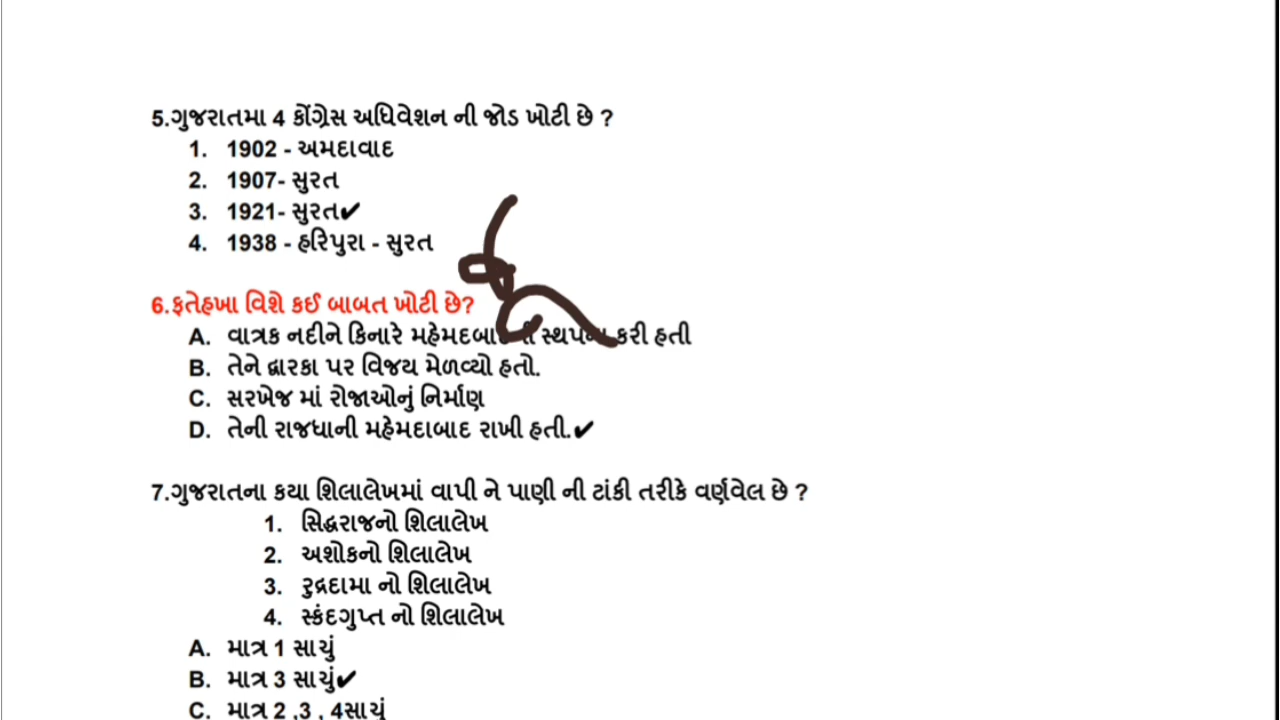 5.ગુજરાતમા 4 કોંગ્રેસ અધિવેશન ની જોડ ખોટી છે ?
1. 1902 - અમદાવાદ
2. 1907- સુરત
3. 1921- સુરત✔
4. 1938 - હરિપુરા - સુરત
6.ફતેહખા વિશે કઈ બાબત ખોટી છે?
A. વાત્રક નદીને કિનારે કરી હતી
B. તેને દ્વારકા પર વિજય મેળવ્યો હતો.
C. સરખેજ માં રોજાઓનું નિર્માણ
D. તેની રાજધાની મહેમદાબાદ રાખી હતી.✔
7.ગુજરાતના કયા શિલાલેખમાં વાપી ને પાણી ની ટાંકી તરીકે વર્ણવેલ છે ?
1. સિદ્ધરાજનો શિલાલેખ
2. અશોકનો શિલાલેખ
3. રુદ્રદામા નો શિલાલેખ
4. સ્કંદગુપ્ત નો શિલાલેખ
A. માત્ર 1 સાચું
B. માત્ર 3 સાચું✔
C. માત્ર 2 ,3 , 4સાચું